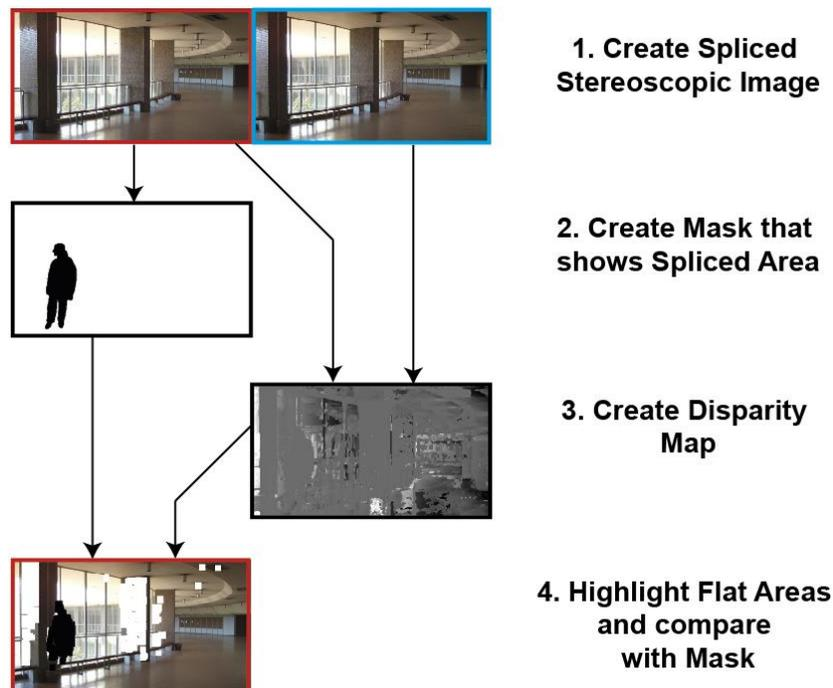 1. Create Spliced
Stereoscopic Image
2. Create Mask that
shows Spliced Area
3. Create Disparity
Map
4. Highlight Flat Areas
and compare
with Mask